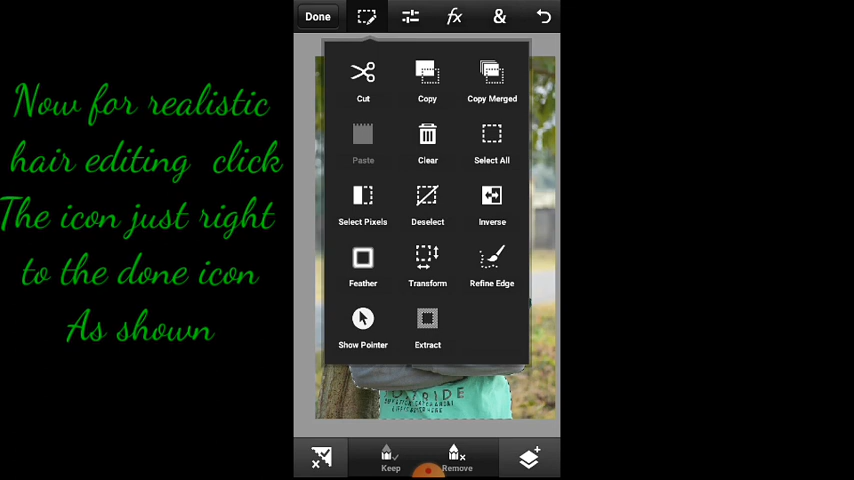 Done
fx
&
Now for realistic
hair editing click
The icon just right
to the done icon
As shown
Cut
Copy
Copy Merged
Paste
Clear
Select All
Select Pixels
Deselect
Inverse
Feather
Transform
Refine Edge
Show Pointer
Extract
Keep
Remove